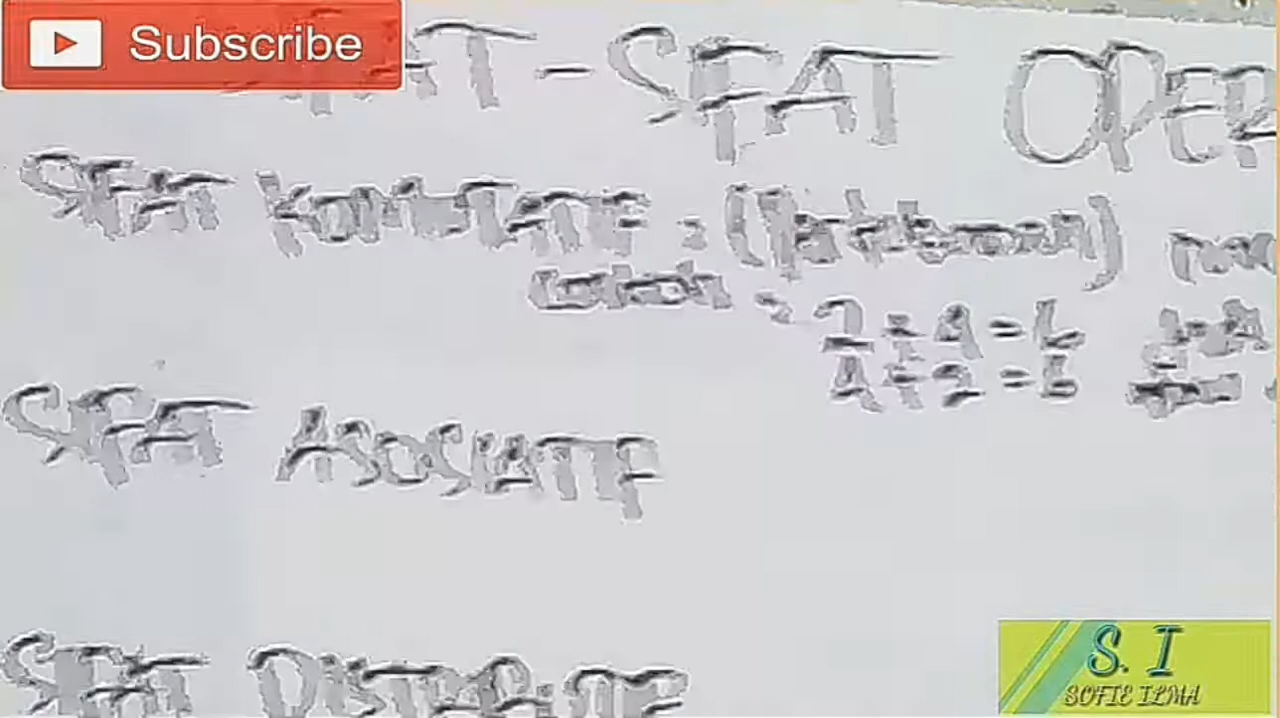 Subscribe
AT-SIFAT OPER
SIFAT KOMUTATIF : (Pertukaran)
Contoh : 2 + 4 = 6
4 + 2 = 6
SIFAT ASOSIATIF
SIFAT DISTRIBUTIF
S. I
SOFIE ILMA